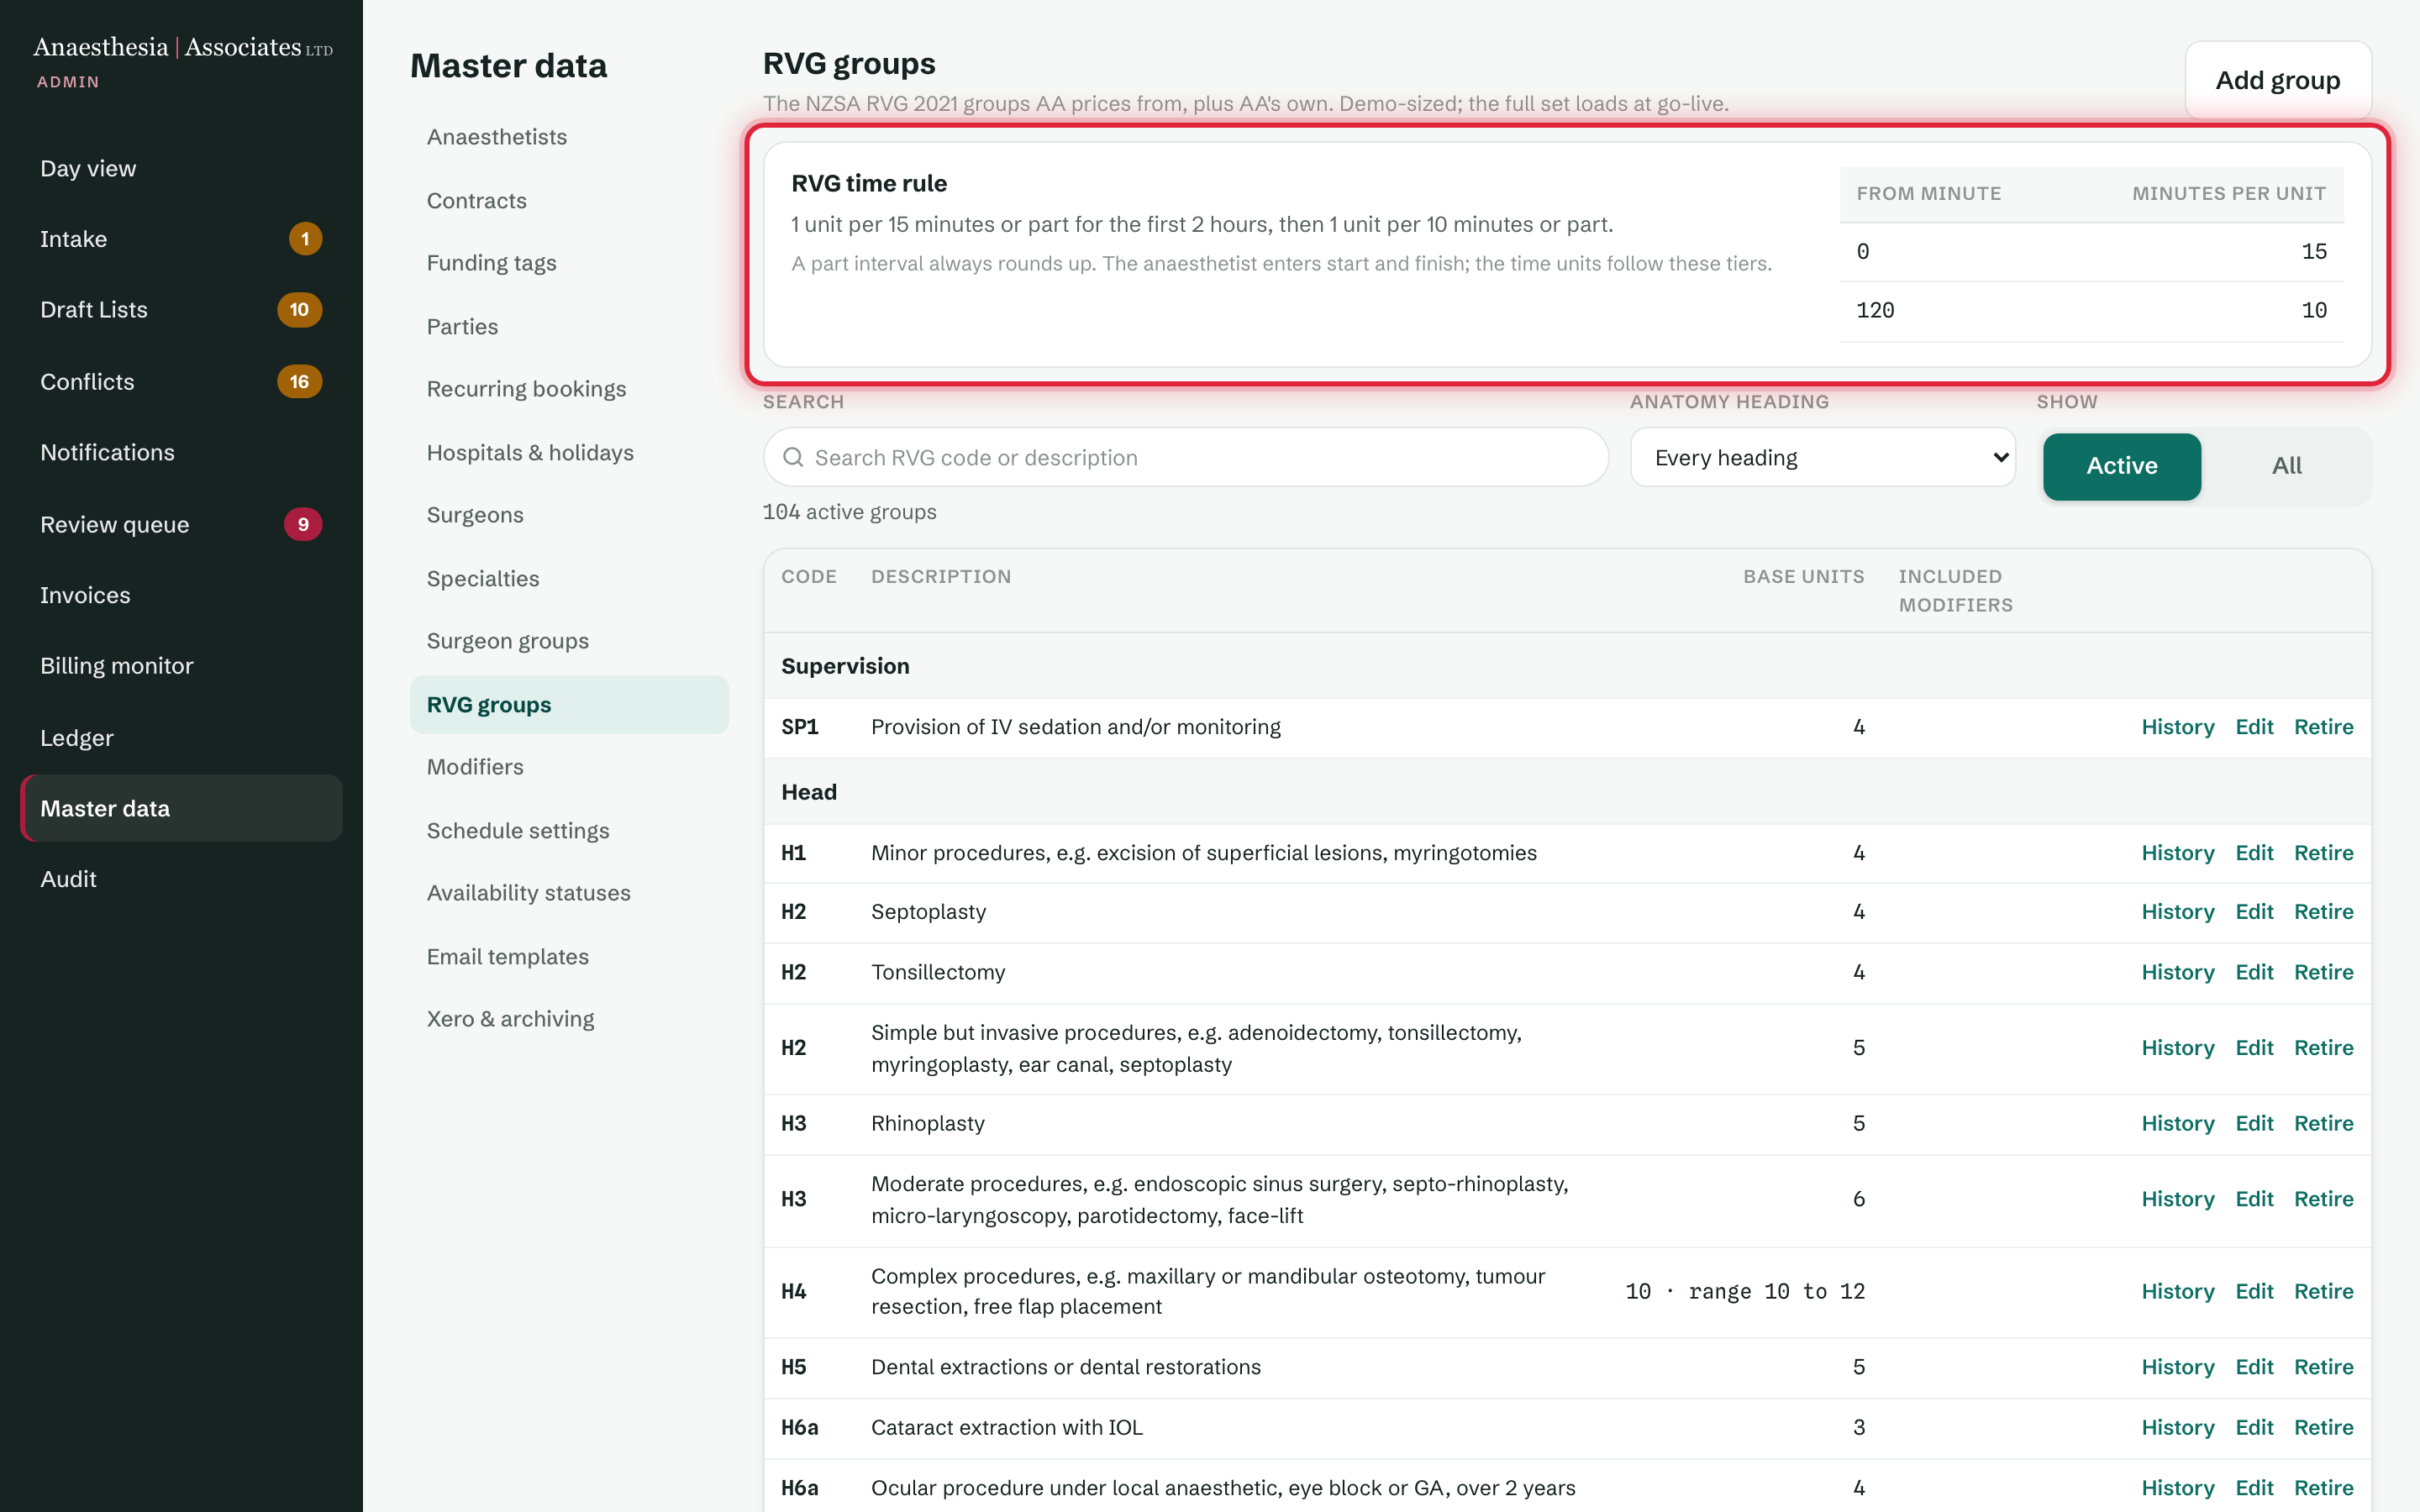 Anaesthesia | Associates LTD
ADMIN
Day view
Intake 1
Draft Lists 10
Conflicts 16
Notifications
Review queue 9
Invoices
Billing monitor
Ledger
Master data
Audit
Master data
Anaesthetists
Contracts
Funding tags
Parties
Recurring bookings
Hospitals & holidays
Surgeons
Specialties
Surgeon groups
RVG groups
Modifiers
Schedule settings
Availability statuses
Email templates
Xero & archiving
RVG groups
The NZSA RVG 2021 groups AA prices from, plus AA's own. Demo-sized; the full set loads at go-live.
Add group
RVG time rule
1 unit per 15 minutes or part for the first 2 hours, then 1 unit per 10 minutes or part.
A part interval always rounds up. The anaesthetist enters start and finish; the time units follow these tiers.
FROM MINUTE MINUTES PER UNIT
0 15
120 10
SEARCH ANATOMY HEADING SHOW
Search RVG code or description Every heading Active All
104 active groups
CODE DESCRIPTION BASE UNITS INCLUDED
MODIFIERS
Supervision
SP1 Provision of IV sedation and/or monitoring 4 History Edit Retire
Head
H1 Minor procedures, e.g. excision of superficial lesions, myringotomies 4 History Edit Retire
H2 Septoplasty 4 History Edit Retire
H2 Tonsillectomy 4 History Edit Retire
H2 Simple but invasive procedures, e.g. adenoidectomy, tonsillectomy,
myringoplasty, ear canal, septoplasty 5 History Edit Retire
H3 Rhinoplasty 5 History Edit Retire
H3 Moderate procedures, e.g. endoscopic sinus surgery, septo-rhinoplasty,
micro-laryngoscopy, parotidectomy, face-lift 6 History Edit Retire
H4 Complex procedures, e.g. maxillary or mandibular osteotomy, tumour
resection, free flap placement 10 · range 10 to 12 History Edit Retire
H5 Dental extractions or dental restorations 5 History Edit Retire
H6a Cataract extraction with IOL 3 History Edit Retire
H6a Ocular procedure under local anaesthetic, eye block or GA, over 2 years 4 History Edit Retire